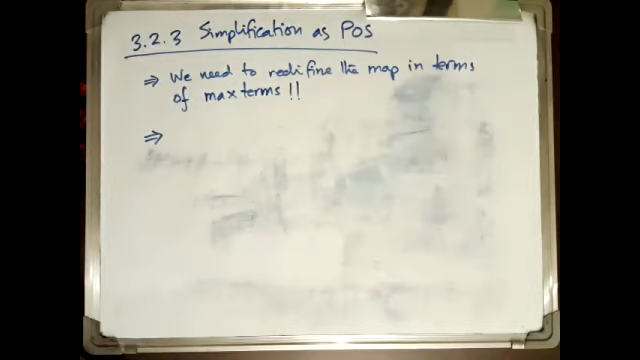 3.2.3 Simplification as POS
⇒ We need to redifine the map in terms
of maxterms !!
⇒